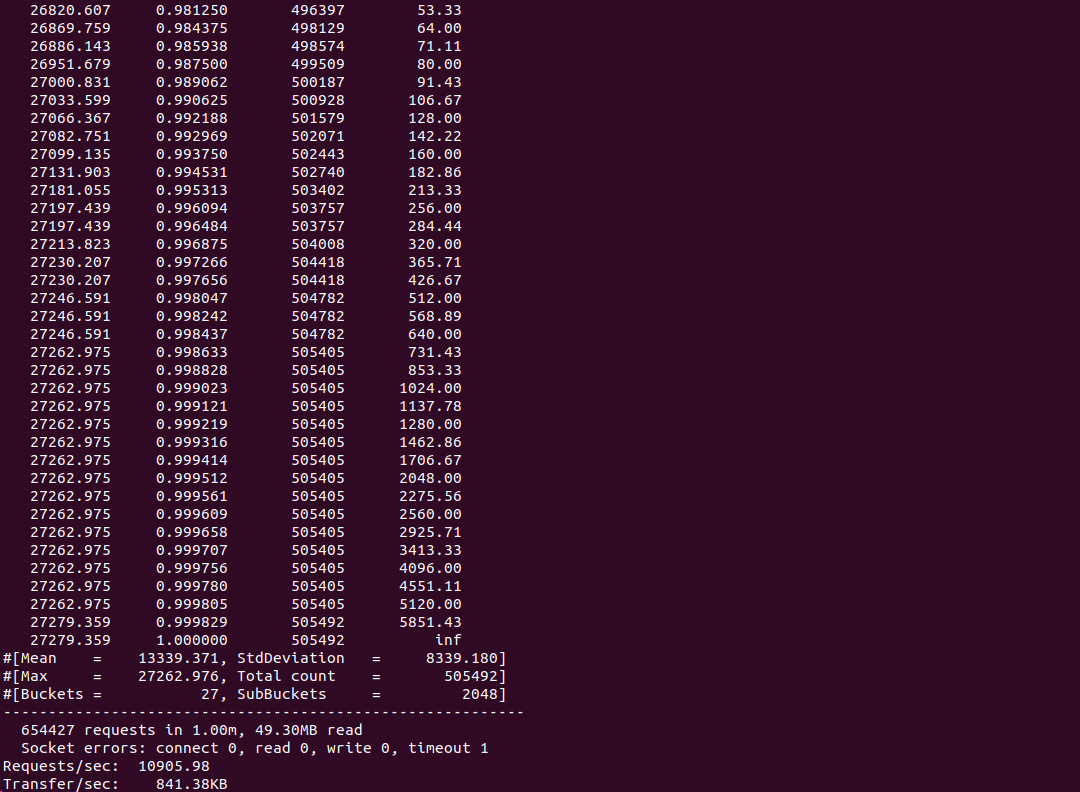 26820.607     0.981250       496397        53.33
26869.759     0.984375       498129        64.00
26886.143     0.985938       498574        71.11
26951.679     0.987500       499509        80.00
27000.831     0.989062       500187        91.43
27033.599     0.990625       500928       106.67
27066.367     0.992188       501579       128.00
27082.751     0.992969       502071       142.22
27099.135     0.993750       502443       160.00
27131.903     0.994531       502740       182.86
27181.055     0.995313       503402       213.33
27197.439     0.996094       503757       256.00
27197.439     0.996484       503757       284.44
27213.823     0.996875       504008       320.00
27230.207     0.997266       504418       365.71
27230.207     0.997656       504418       426.67
27246.591     0.998047       504782       512.00
27246.591     0.998242       504782       568.89
27246.591     0.998437       504782       640.00
27262.975     0.998633       505405       731.43
27262.975     0.998828       505405       853.33
27262.975     0.999023       505405      1024.00
27262.975     0.999121       505405      1137.78
27262.975     0.999219       505405      1280.00
27262.975     0.999316       505405      1462.86
27262.975     0.999414       505405      1706.67
27262.975     0.999512       505405      2048.00
27262.975     0.999561       505405      2275.56
27262.975     0.999609       505405      2560.00
27262.975     0.999658       505405      2925.71
27262.975     0.999707       505405      3413.33
27262.975     0.999756       505405      4096.00
27262.975     0.999780       505405      4551.11
27262.975     0.999805       505405      5120.00
27279.359     0.999829       505492      5851.43
27279.359     1.000000       505492          inf
#[Mean    =    13339.371, StdDeviation   =     8339.180]
#[Max     =    27262.976, Total count    =       505492]
#[Buckets =           27, SubBuckets     =         2048]
----------------------------------------------------------
654427 requests in 1.00m, 49.30MB read
Socket errors: connect 0, read 0, write 0, timeout 1
Requests/sec:  10905.98
Transfer/sec:    841.38KB